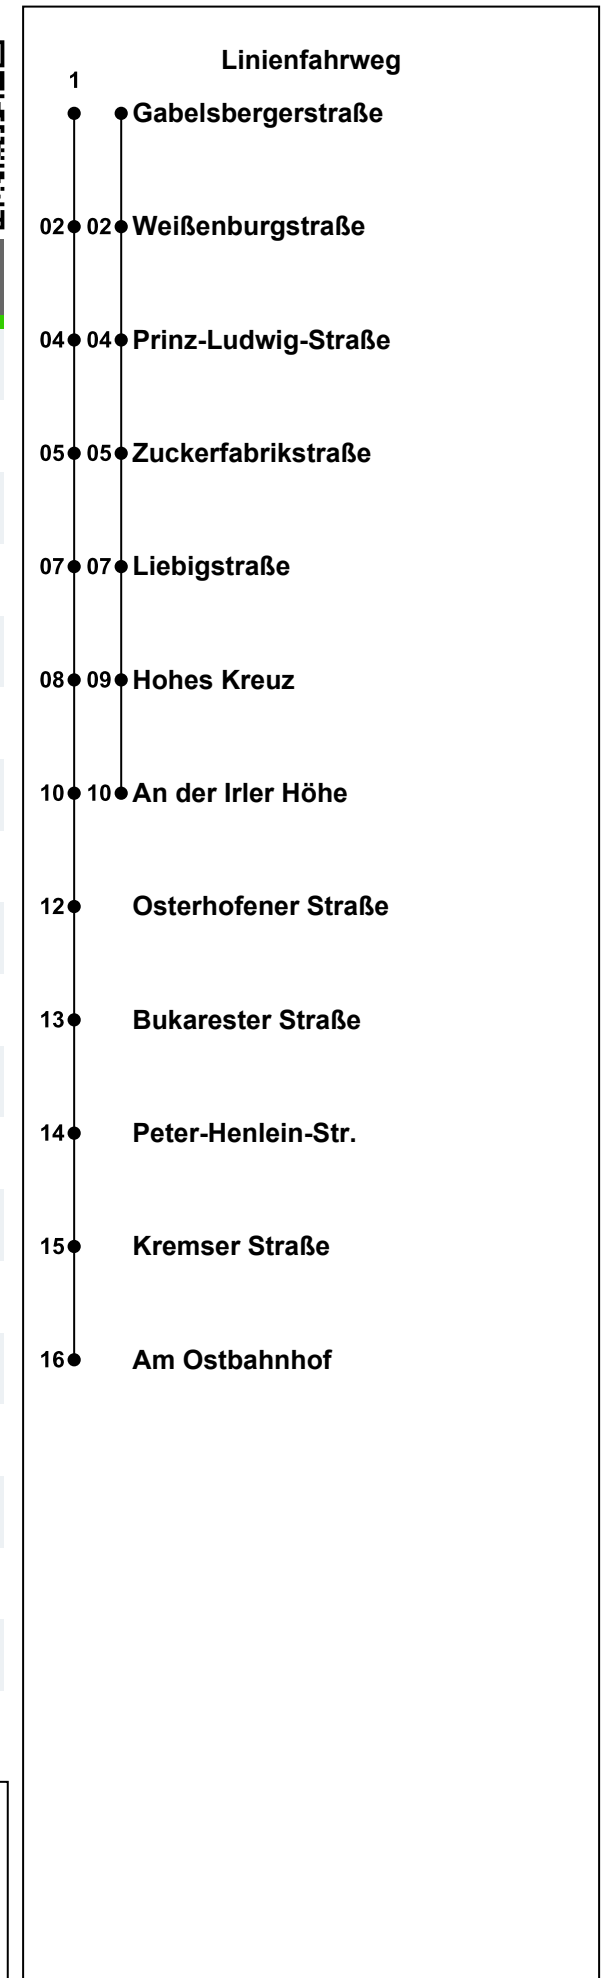 Linienfahrweg
1
Gabelsbergerstraße
02 02 Weißenburgstraße
04 04 Prinz-Ludwig-Straße
05 05 Zuckerfabrikstraße
07 07 Liebigstraße
08 09 Hohes Kreuz
10 10 An der Irler Höhe
12 Osterhofener Straße
13 Bukarester Straße
14 Peter-Henlein-Str.
15 Kremser Straße
16 Am Ostbahnhof